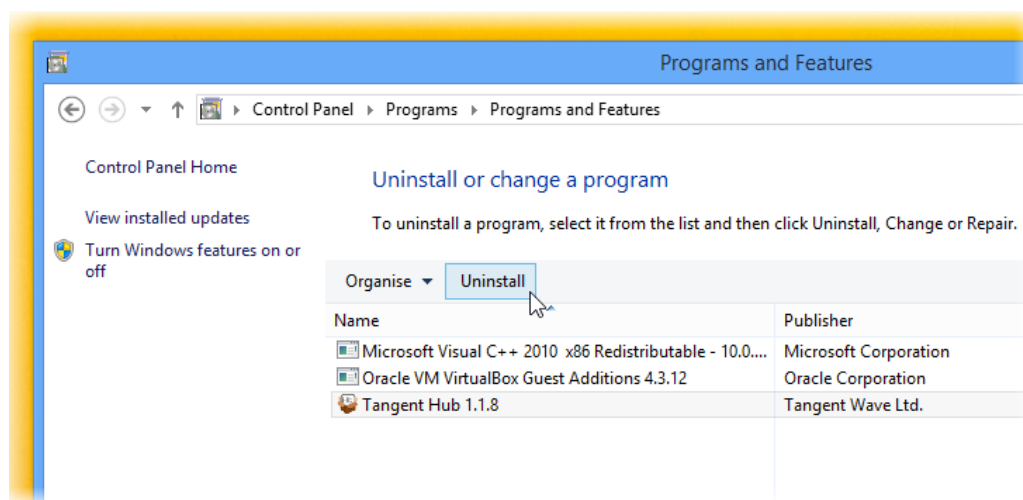 Programs and Features
Control Panel Programs Programs and Features
Control Panel Home
Uninstall or change a program
View installed updates
To uninstall a program, select it from the list and then click Uninstall, Change or Repair.
Turn Windows features on or
off
Organise Uninstall
Name Publisher
Microsoft Visual C++ 2010 x86 Redistributable - 10.0.... Microsoft Corporation
Oracle VM VirtualBox Guest Additions 4.3.12 Oracle Corporation
Tangent Hub 1.1.8 Tangent Wave Ltd.